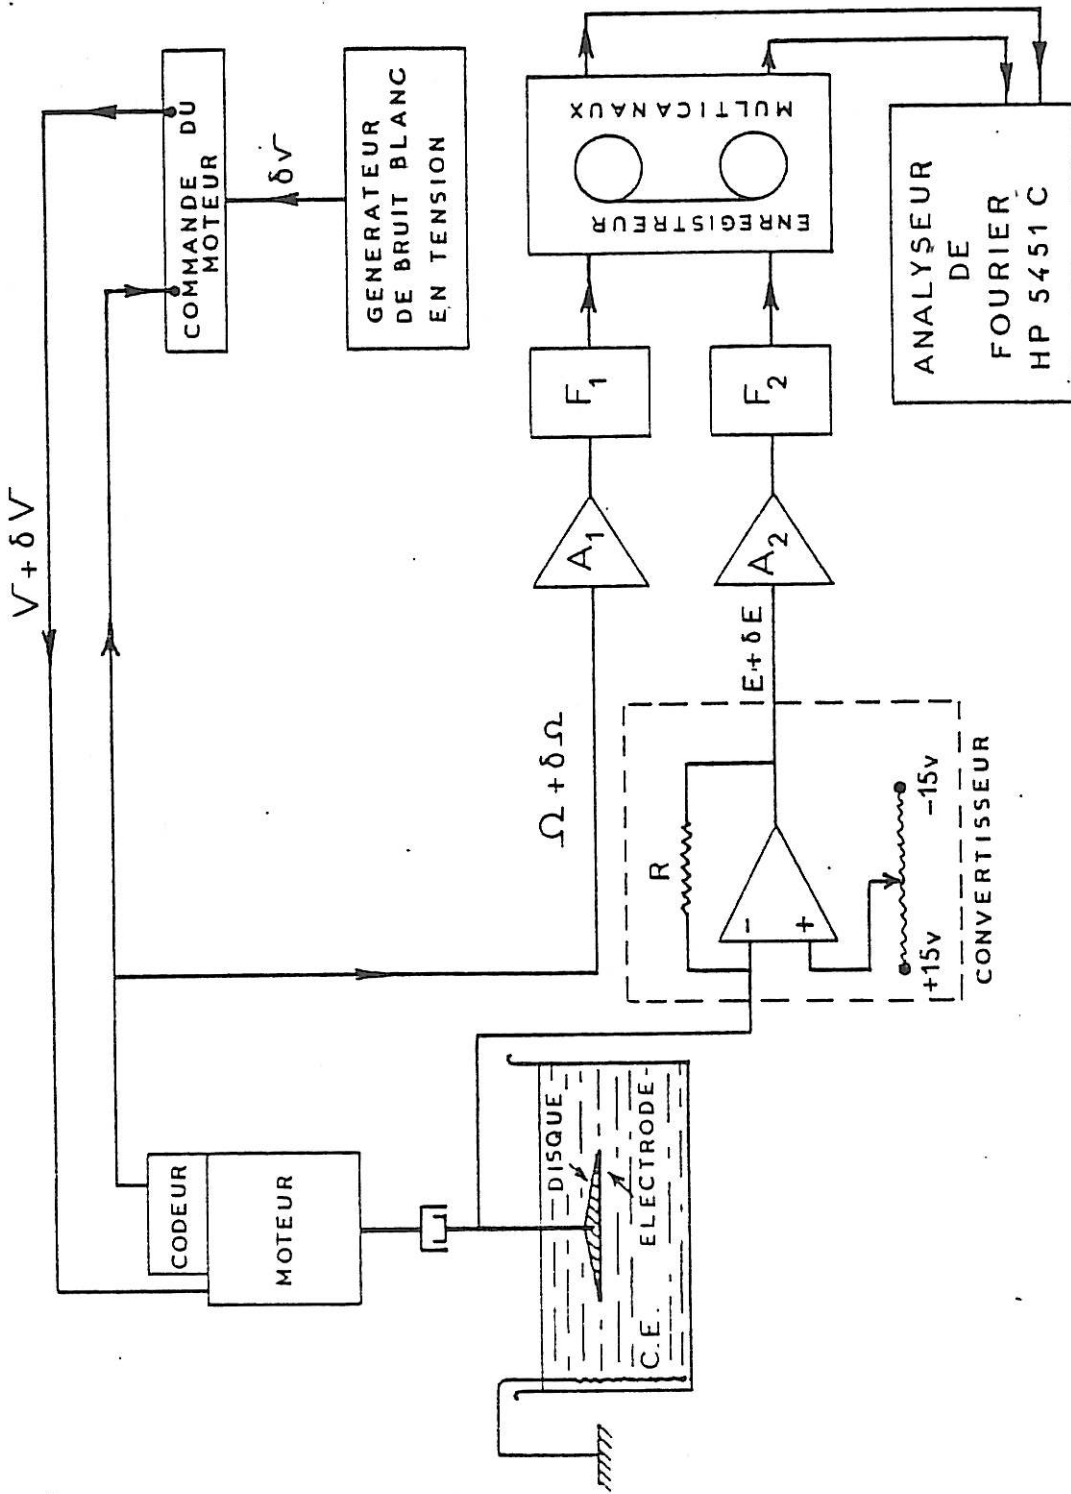 V + δV
COMMANDE DU
MOTEUR
δv
GENERATEUR
DE BRUIT BLANC
EN TENSION
CODEUR
MOTEUR
Ω + δΩ
A1
F1
ENREGISTREUR
MULTICANAUX
DISQUE
ELECTRODE
C.E.
R
-
+
+15v
-15v
CONVERTISSEUR
E + δE
A2
F2
ANALYSEUR
DE
FOURIER
HP 5451 C